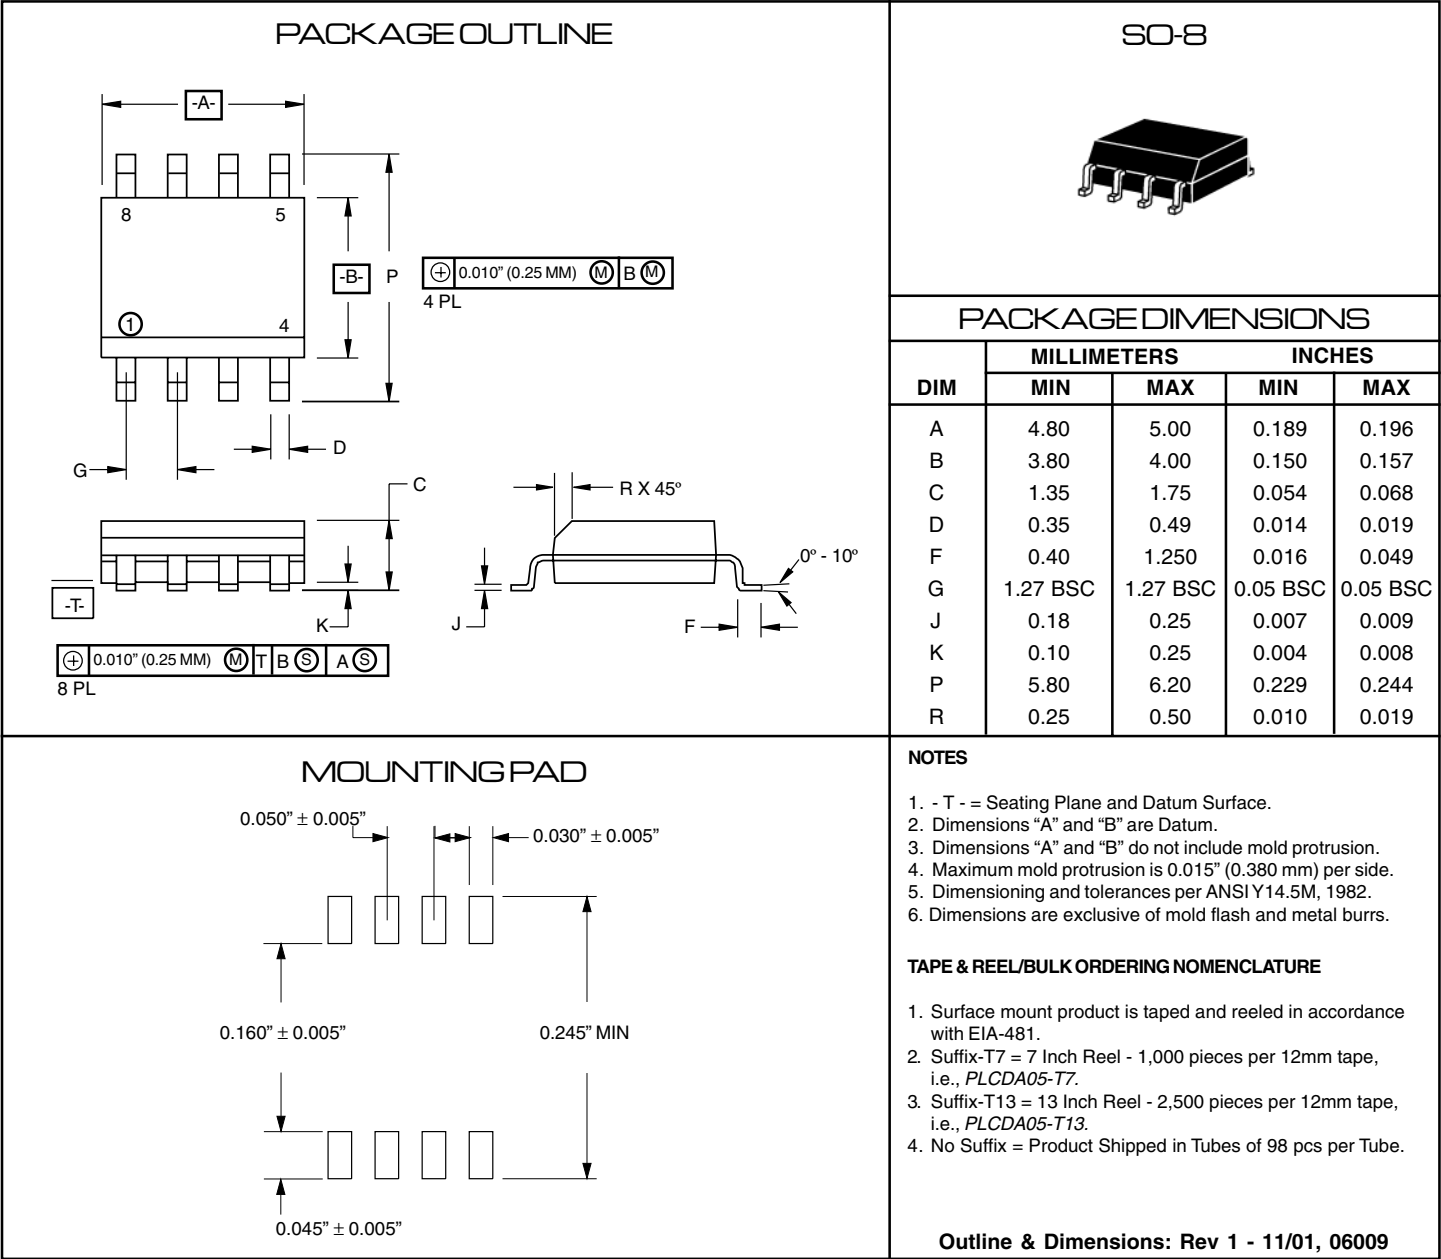 PACKAGE OUTLINE
-A-
8 5
-B- P
0.010” (0.25 MM) M B M
4 PL
1 4
D
G
C
R X 45º
0º - 10º
-T-
K
J
F
0.010” (0.25 MM) M T B S A S
8 PL
SO-8
PACKAGE DIMENSIONS
MILLIMETERS INCHES
DIM MIN MAX MIN MAX
A 4.80 5.00 0.189 0.196
B 3.80 4.00 0.150 0.157
C 1.35 1.75 0.054 0.068
D 0.35 0.49 0.014 0.019
F 0.40 1.250 0.016 0.049
G 1.27 BSC 1.27 BSC 0.05 BSC 0.05 BSC
J 0.18 0.25 0.007 0.009
K 0.10 0.25 0.004 0.008
P 5.80 6.20 0.229 0.244
R 0.25 0.50 0.010 0.019
MOUNTING PAD
0.050” ± 0.005”
0.030” ± 0.005”
0.160” ± 0.005”
0.245” MIN
0.045” ± 0.005”
NOTES
1. - T - = Seating Plane and Datum Surface.
2. Dimensions “A” and “B” are Datum.
3. Dimensions “A” and “B” do not include mold protrusion.
4. Maximum mold protrusion is 0.015” (0.380 mm) per side.
5. Dimensioning and tolerances per ANSI Y14.5M, 1982.
6. Dimensions are exclusive of mold flash and metal burrs.
TAPE & REEL/BULK ORDERING NOMENCLATURE
1. Surface mount product is taped and reeled in accordance
with EIA-481.
2. Suffix-T7 = 7 Inch Reel - 1,000 pieces per 12mm tape,
i.e., PLCDA05-T7.
3. Suffix-T13 = 13 Inch Reel - 2,500 pieces per 12mm tape,
i.e., PLCDA05-T13.
4. No Suffix = Product Shipped in Tubes of 98 pcs per Tube.
Outline & Dimensions: Rev 1 - 11/01, 06009